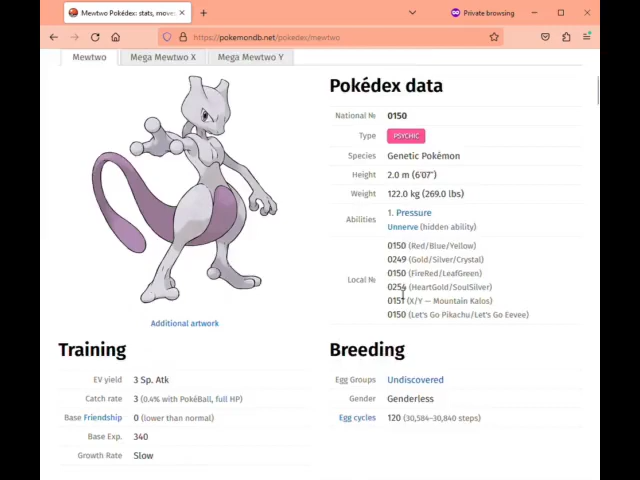 Mewtwo Pokédex: stats, moves
Private browsing
https://pokemondb.net/pokedex/mewtwo
Mewtwo
Mega Mewtwo X
Mega Mewtwo Y
Pokédex data
National № 0150
Type PSYCHIC
Species Genetic Pokémon
Height 2.0 m (6′07″)
Weight 122.0 kg (269.0 lbs)
Abilities 1. Pressure
Unnerve (hidden ability)
Local № 0150 (Red/Blue/Yellow)
0249 (Gold/Silver/Crystal)
0150 (FireRed/LeafGreen)
0254 (HeartGold/SoulSilver)
0151 (X/Y — Mountain Kalos)
0150 (Let's Go Pikachu/Let's Go Eevee)
Additional artwork
Training
EV yield 3 Sp. Atk
Catch rate 3 (0.4% with PokéBall, full HP)
Base Friendship 0 (lower than normal)
Base Exp. 340
Growth Rate Slow
Breeding
Egg Groups Undiscovered
Gender Genderless
Egg cycles 120 (30,584–30,840 steps)